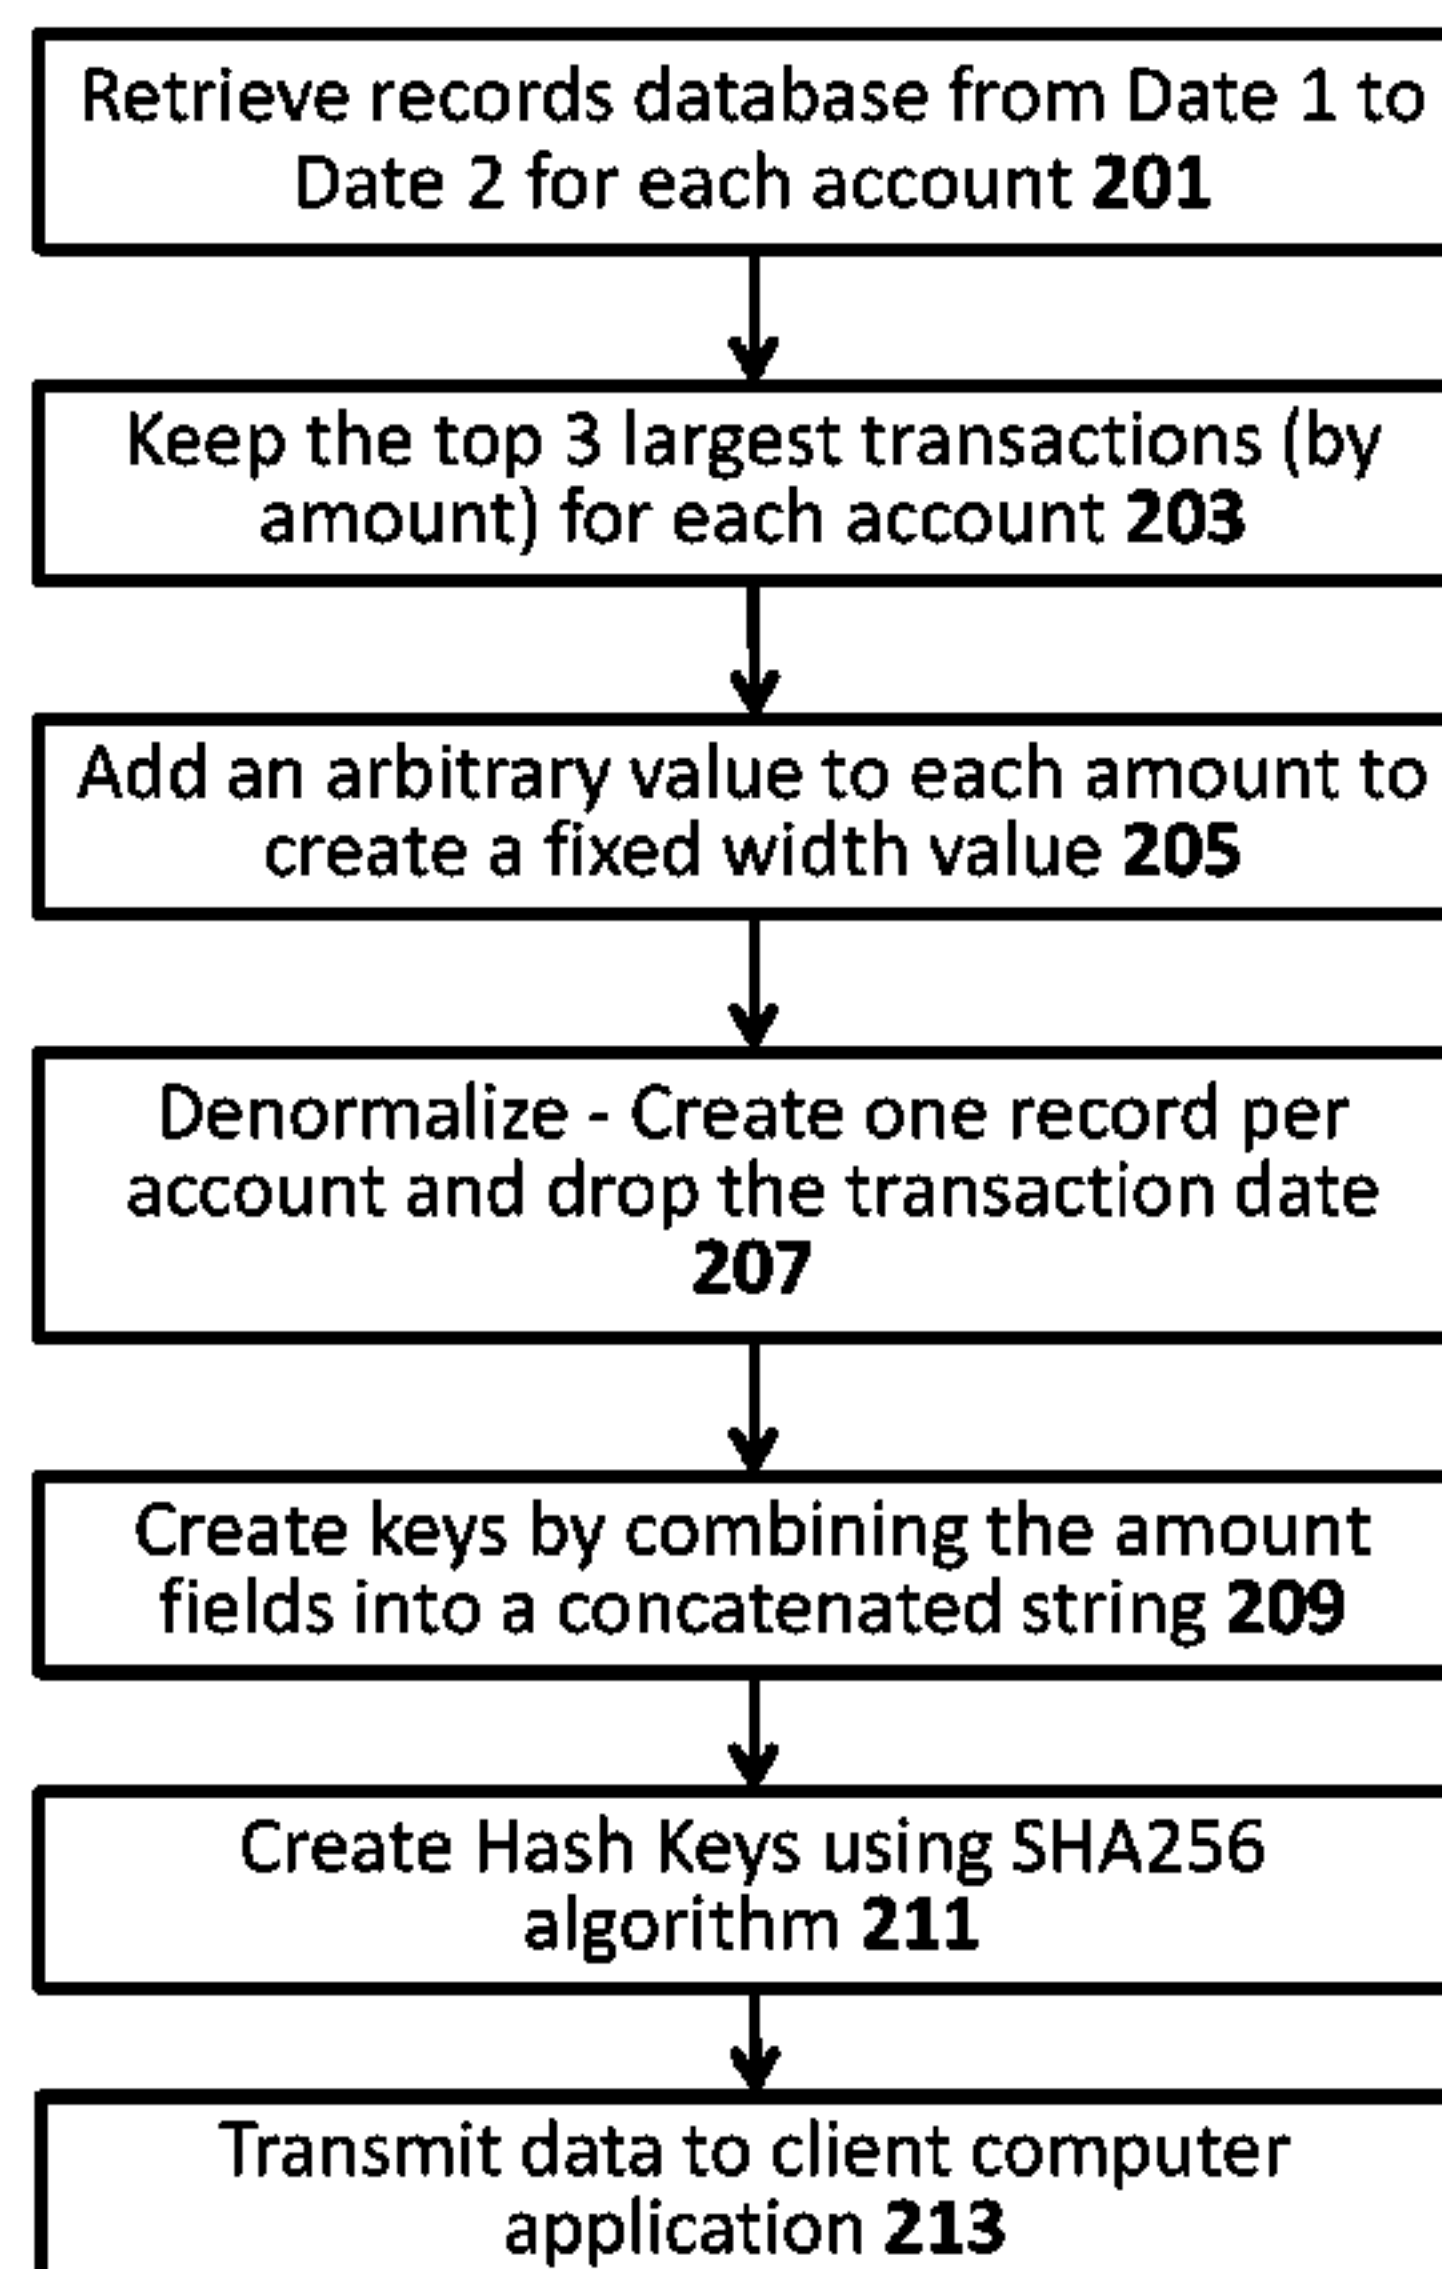 Retrieve records database from Date 1 to
Date 2 for each account 201
Keep the top 3 largest transactions (by
amount) for each account 203
Add an arbitrary value to each amount to
create a fixed width value 205
Denormalize - Create one record per
account and drop the transaction date
207
Create keys by combining the amount
fields into a concatenated string 209
Create Hash Keys using SHA256
algorithm 211
Transmit data to client computer
application 213